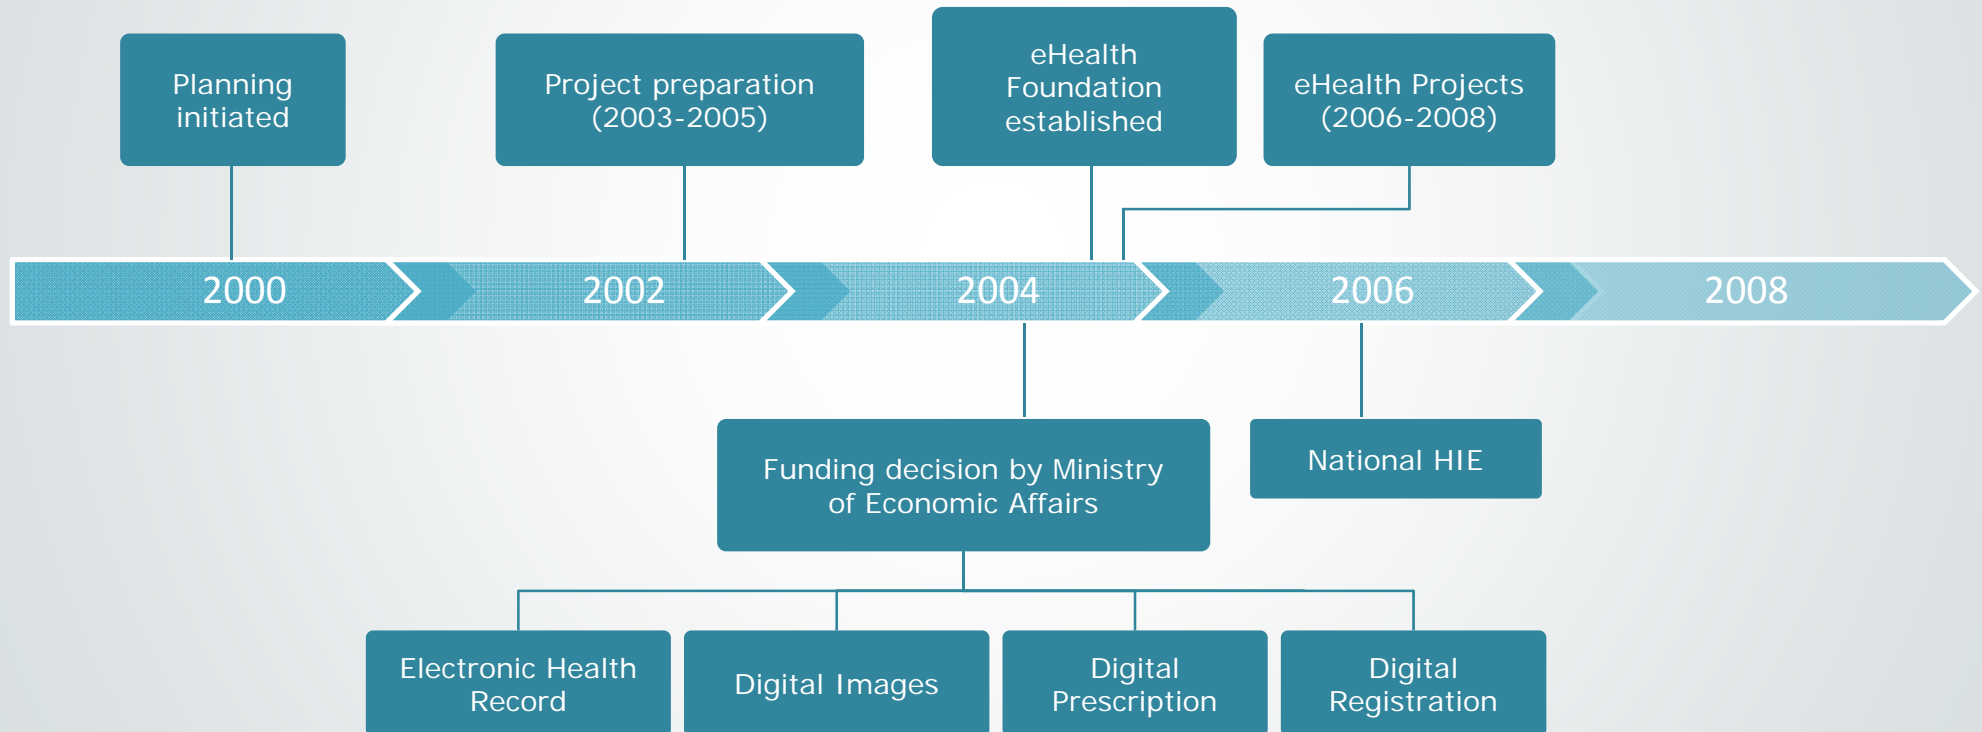 Planning
initiated
Project preparation
(2003-2005)
eHealth
Foundation
established
eHealth Projects
(2006-2008)
2000
2002
2004
2006
2008
Funding decision by Ministry
of Economic Affairs
National HIE
Electronic Health
Record
Digital Images
Digital
Prescription
Digital
Registration